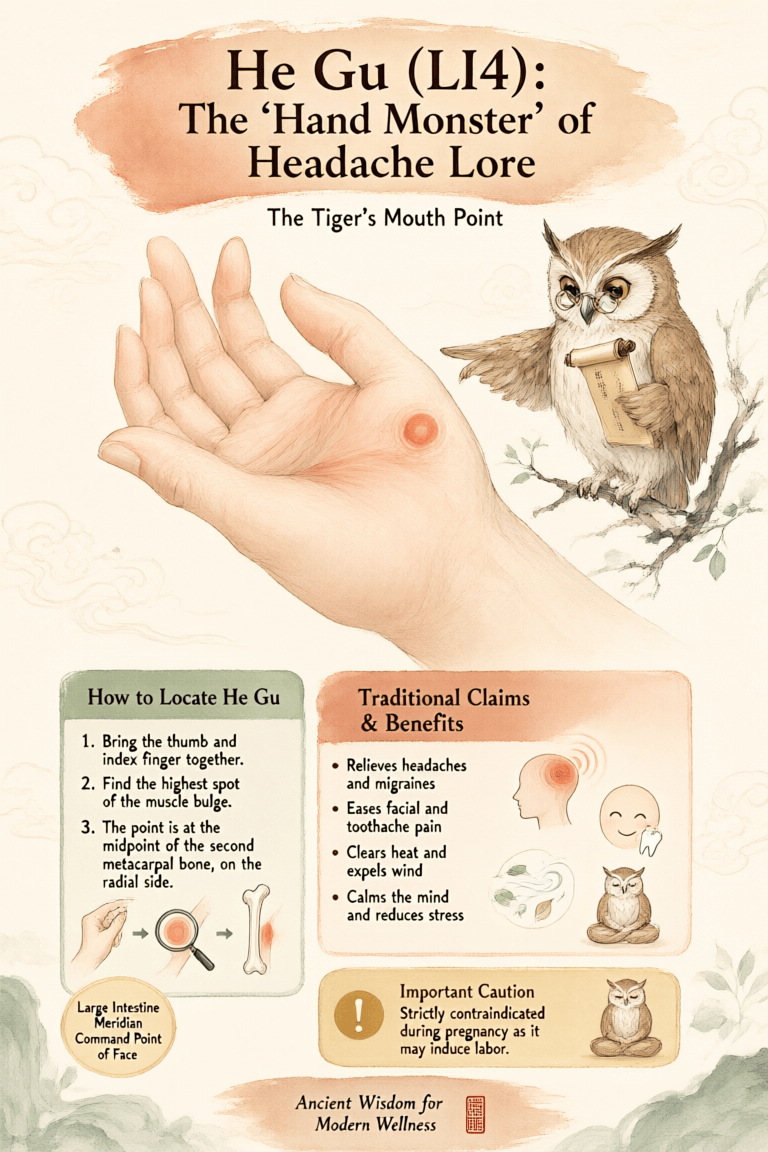 He Gu (LI4):
The ‘Hand Monster’ of
Headache Lore
The Tiger’s Mouth Point
How to Locate He Gu
1. Bring the thumb and
index finger together.
2. Find the highest spot
of the muscle bulge.
3. The point is at the
midpoint of the second
metacarpal bone, on the
radial side.
Large Intestine
Meridian
Command Point
of Face
Traditional Claims
& Benefits
• Relieves headaches
and migraines
• Eases facial and
toothache pain
• Clears heat and
expels wind
• Calms the mind
and reduces stress
!
Important Caution
Strictly contraindicated
during pregnancy as it
may induce labor.
Ancient Wisdom for
Modern Wellness